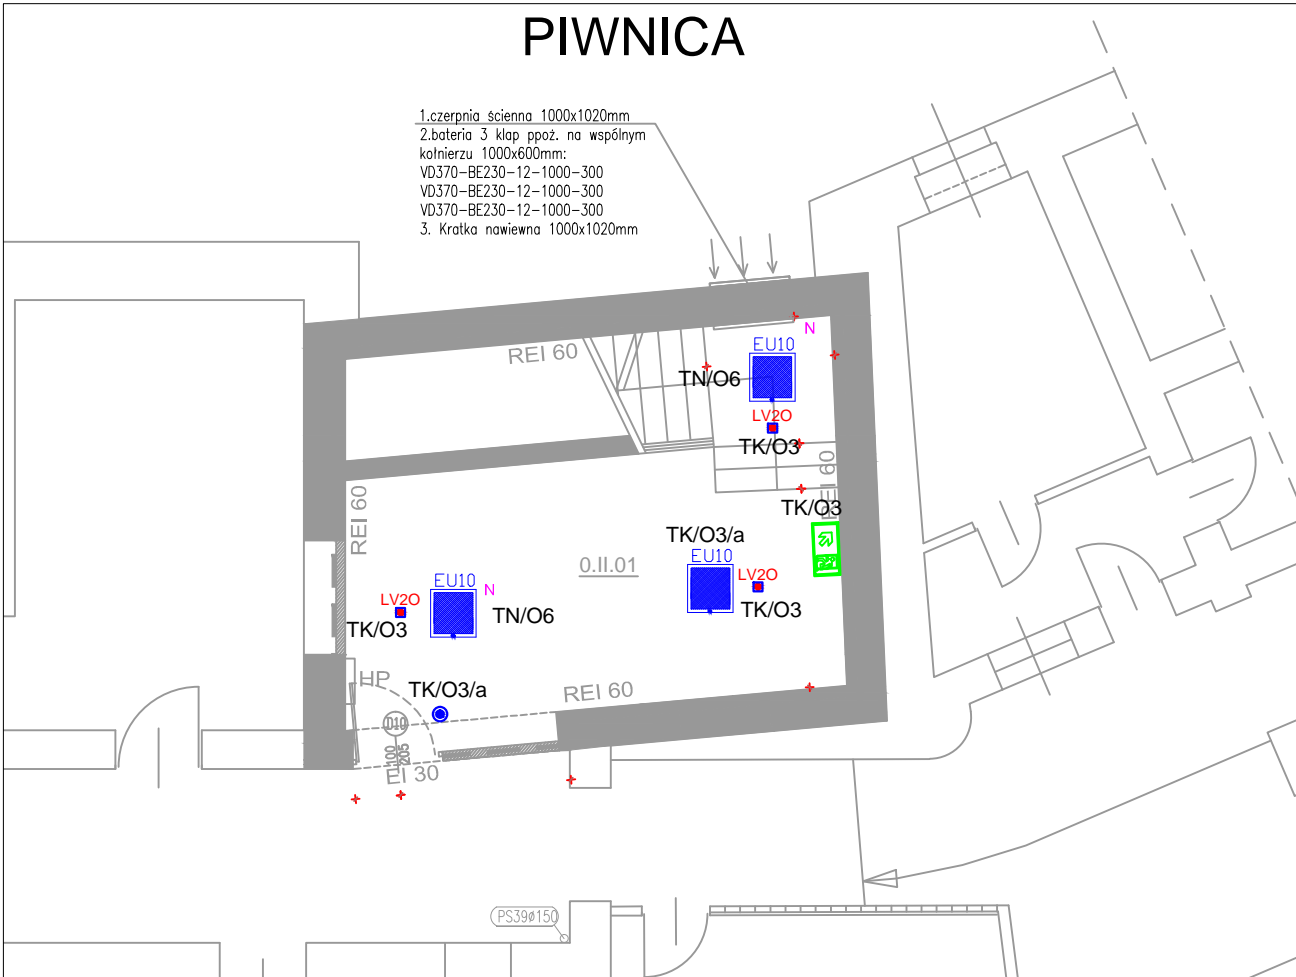 PIWNICA
1.czerpnia ścienna 1000x1020mm
2.bateria 3 klap ppoż. na wspólnym
kołnierzu 1000x600mm:
VD370-BE230-12-1000-300
VD370-BE230-12-1000-300
VD370-BE230-12-1000-300
3. Kratka nawiewna 1000x1020mm
N
EU10
REI 60
TN/O6
LV2O
TK/O3
REI 60
REI 60
TK/O3
TK/O3/a
EU10
0.II.01
LV2O
TK/O3
EU10
N
LV2O
TN/O6
TK/O3
HP
TK/O3/a
REI 60
D10
100
205
EI 30
PS39ø150